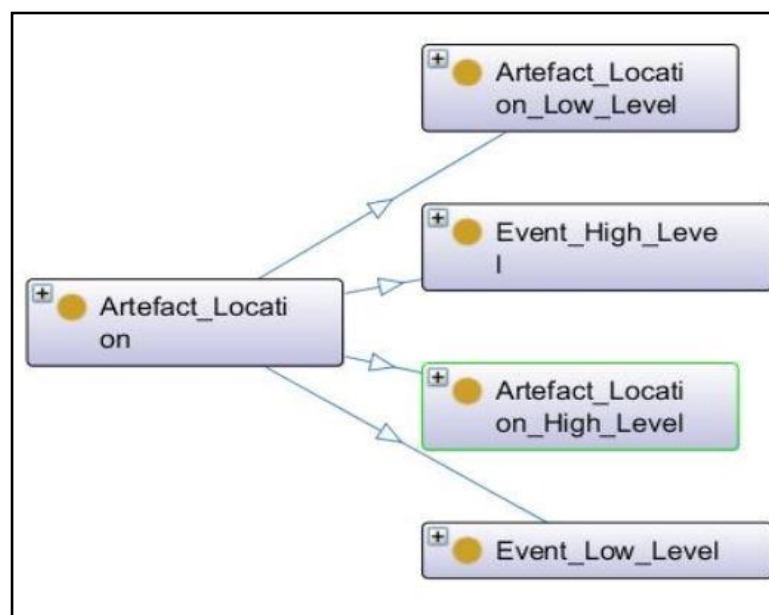 Artefact_Locati
on_Low_Level
Event_High_Leve
l
Artefact_Locati
on
Artefact_Locati
on_High_Level
Event_Low_Level